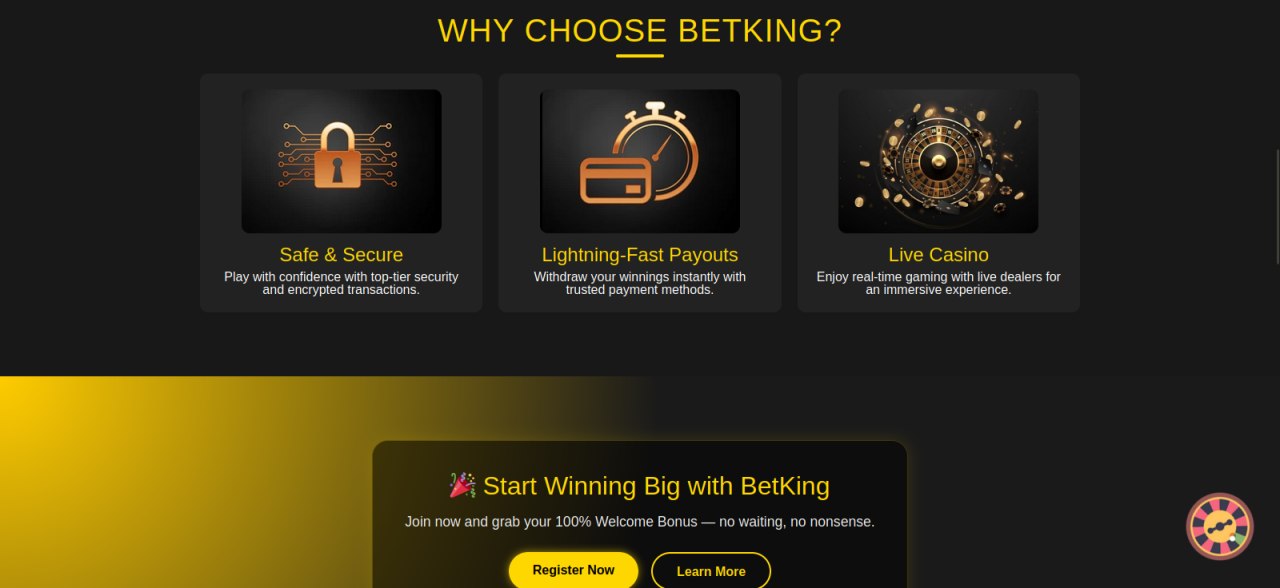 WHY CHOOSE BETKING?
Safe & Secure
Play with confidence with top-tier security
and encrypted transactions.
Lightning-Fast Payouts
Withdraw your winnings instantly with
trusted payment methods.
Live Casino
Enjoy real-time gaming with live dealers for
an immersive experience.
🎉 Start Winning Big with BetKing
Join now and grab your 100% Welcome Bonus — no waiting, no nonsense.
Register Now
Learn More